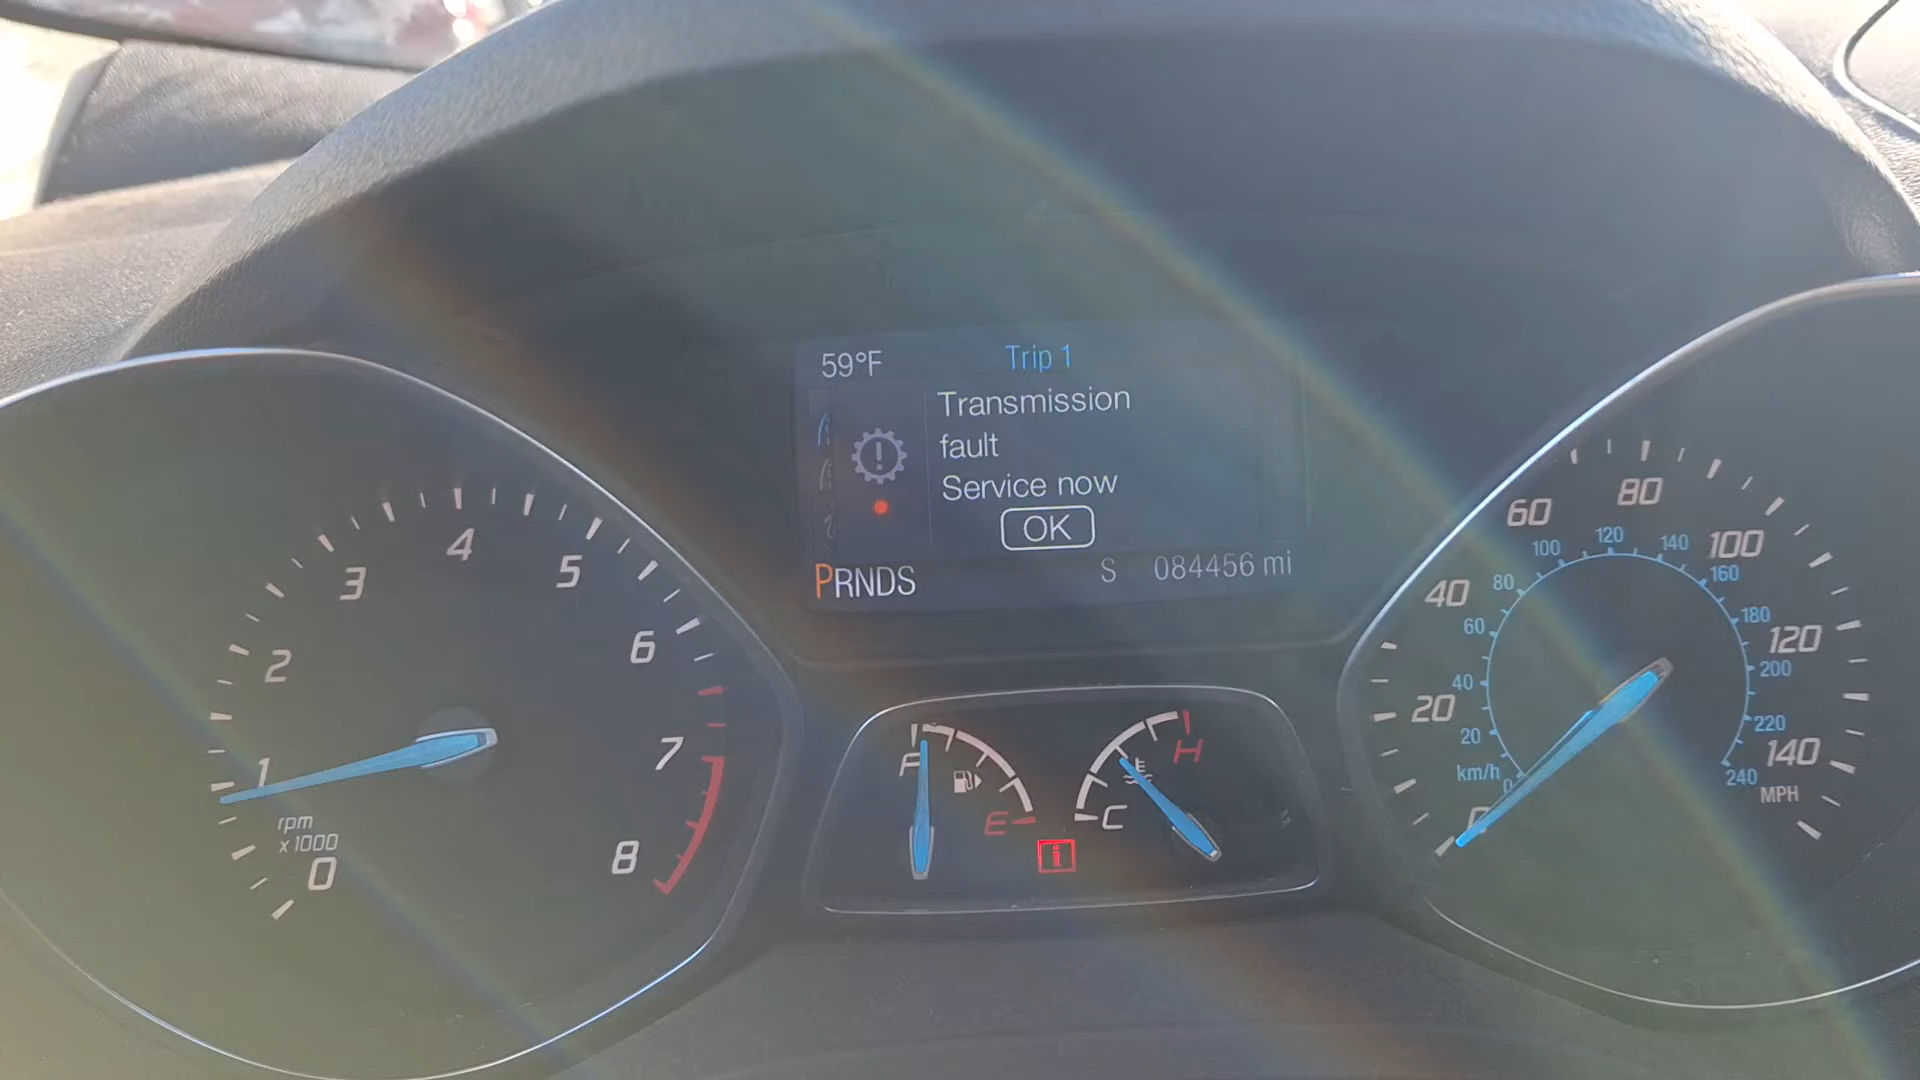 59°F Trip 1
Transmission
fault
Service now
OK
PRNDS S 084456 mi
0 1 2 3 4 5 6 7 8
rpm
x1000
F E
C H
i
0 20 40 60 80 100 120 140
MPH
0 20 40 60 80 100 120 140 160 180 200 220 240
km/h